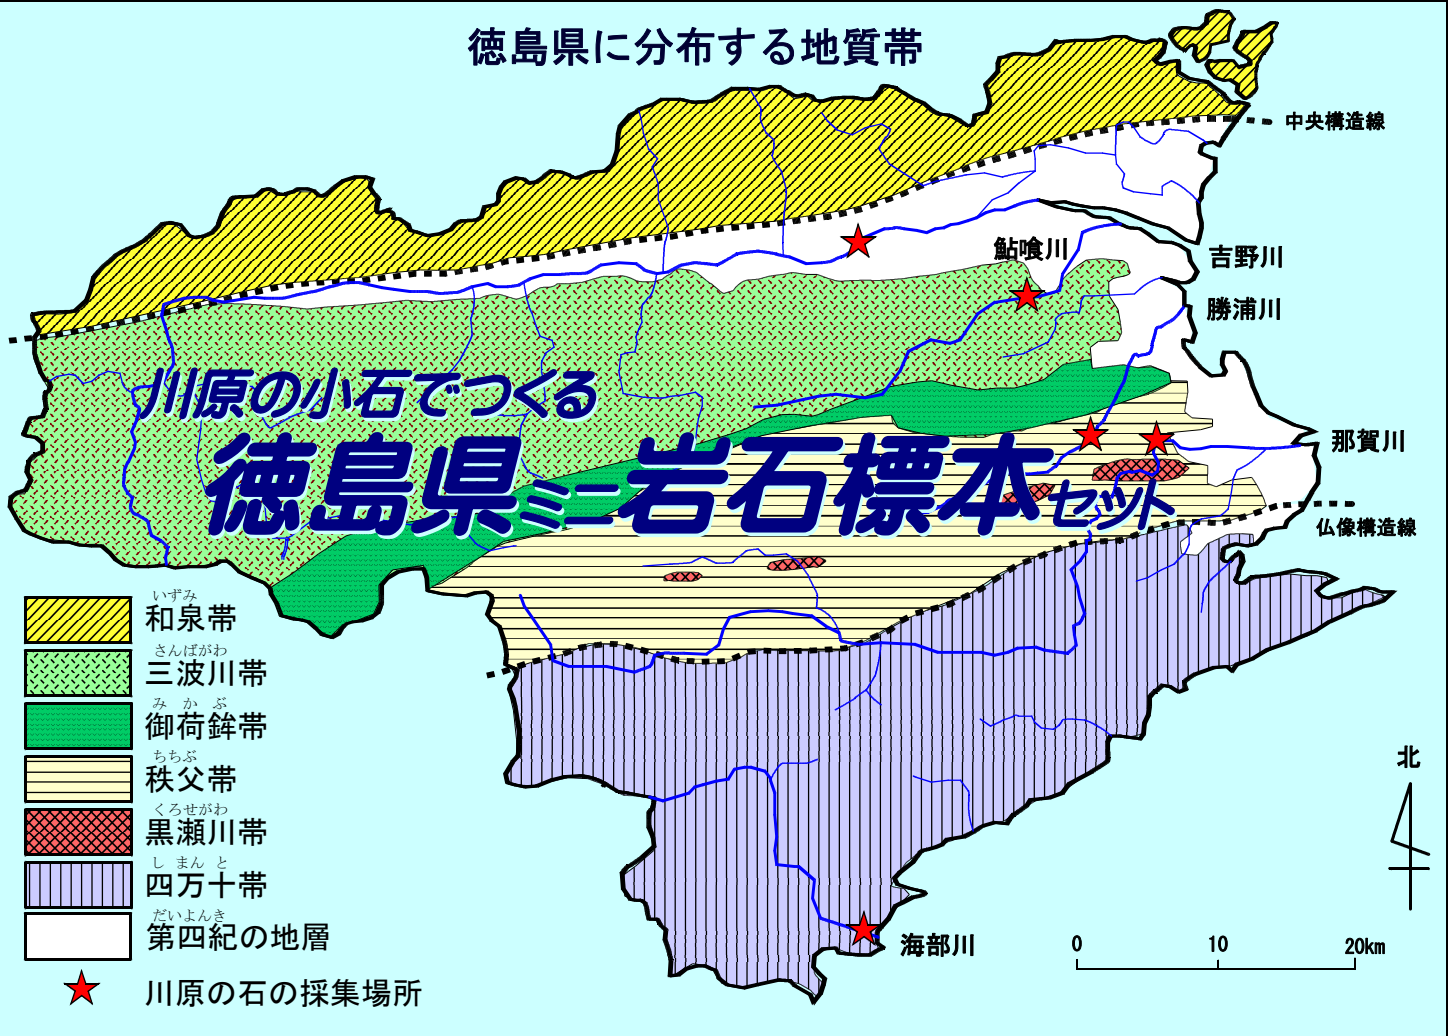 徳島県に分布する地質帯
中央構造線
鮎喰川
吉野川
勝浦川
川原の小石でつくる
徳島県ミニ岩石標本セット
那賀川
仏像構造線
いずみ
和泉帯
さんばがわ
三波川帯
みかぶ
御荷鉾帯
ちちぶ
秩父帯
くろせがわ
黒瀬川帯
しまんと
四万十帯
だいよんき
第四紀の地層
川原の石の採集場所
海部川
北
0 10 20km